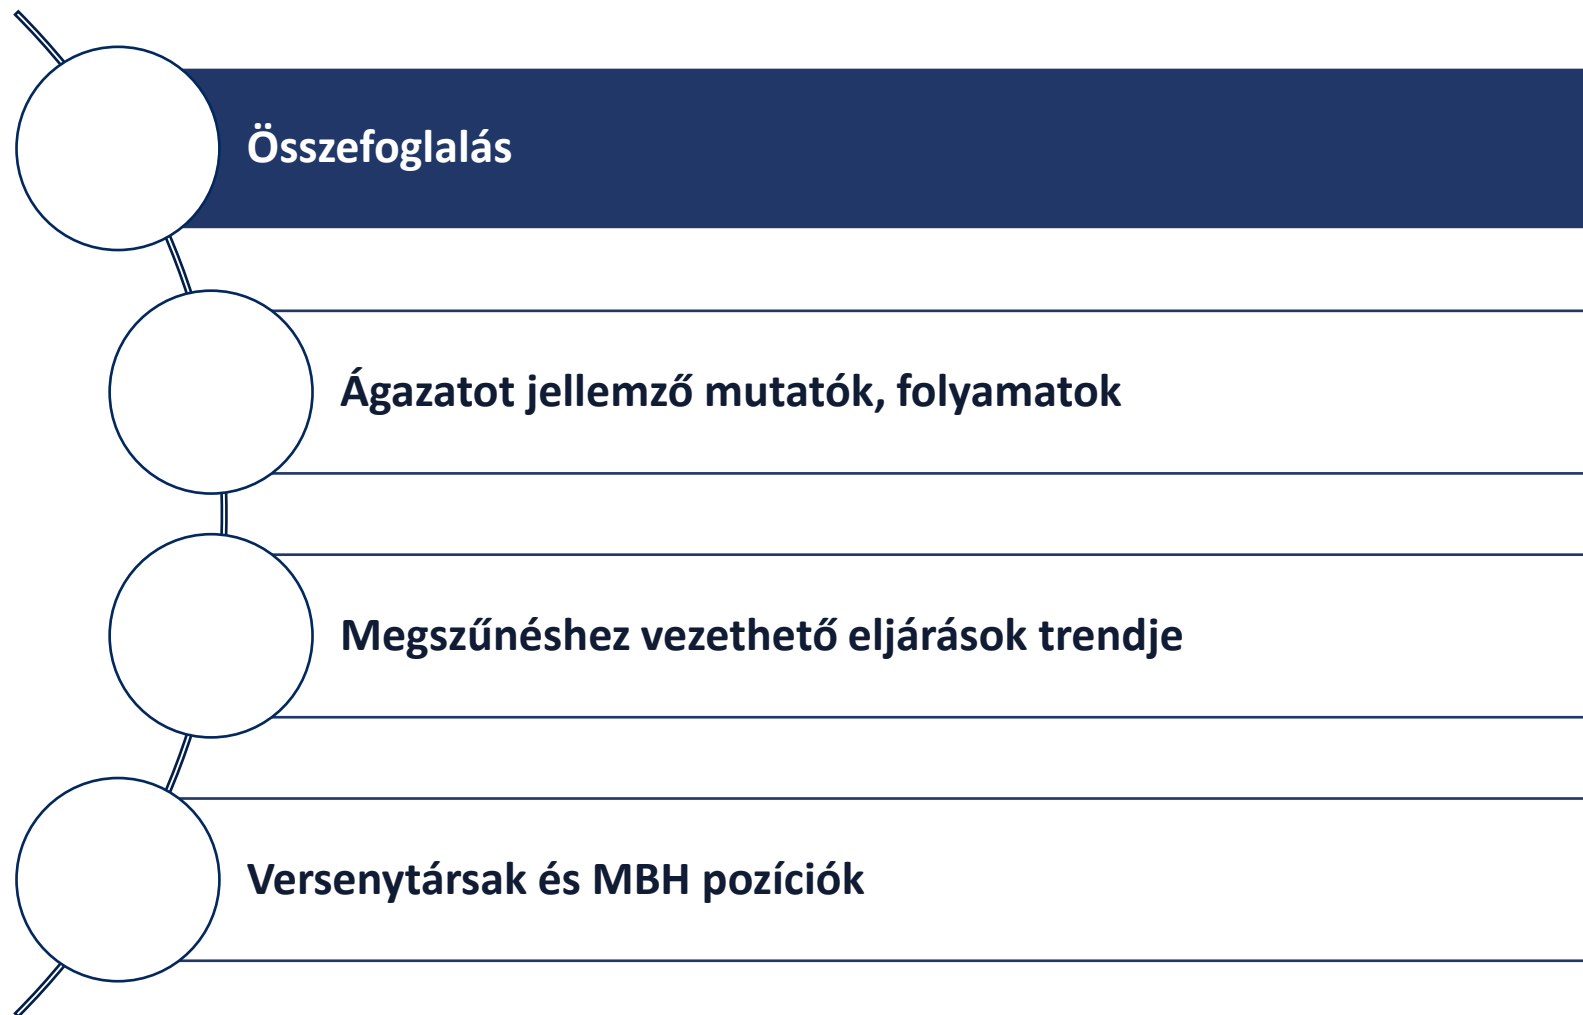 Összefoglalás
Ágazatot jellemző mutatók, folyamatok
Megszűnéshez vezethető eljárások trendje
Versenytársak és MBH pozíciók